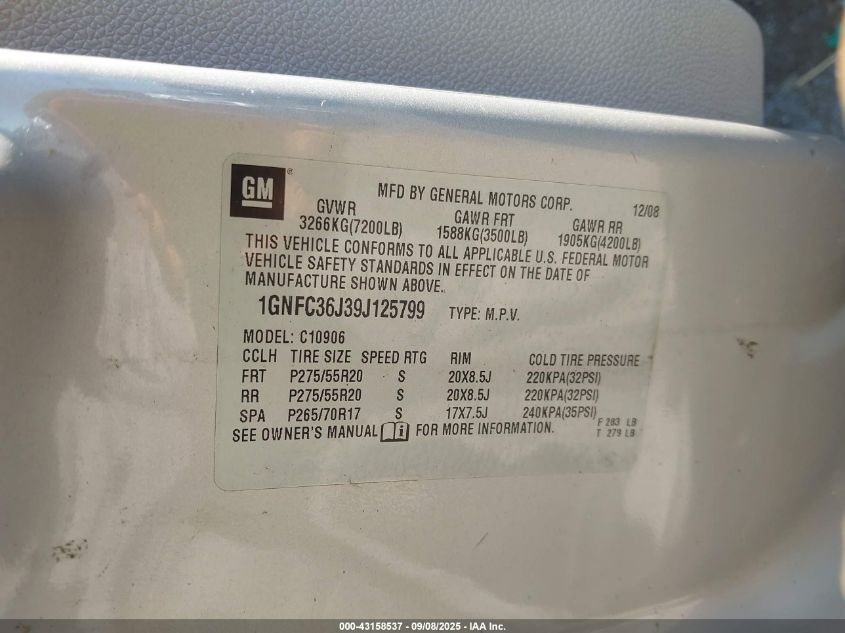 GM ®
MFD BY GENERAL MOTORS CORP. 12/08
GVWR GAWR FRT GAWR RR
3266KG(7200LB) 1588KG(3500LB) 1905KG(4200LB)
THIS VEHICLE CONFORMS TO ALL APPLICABLE U.S. FEDERAL MOTOR
VEHICLE SAFETY STANDARDS IN EFFECT ON THE DATE OF
MANUFACTURE SHOWN ABOVE.
1GNFC36J39J125799 TYPE: M.P.V.
MODEL: C10906
CCLH TIRE SIZE SPEED RTG RIM COLD TIRE PRESSURE
FRT P275/55R20 S 20X8.5J 220KPA(32PSI)
RR P275/55R20 S 20X8.5J 220KPA(32PSI)
SPA P265/70R17 S 17X7.5J 240KPA(35PSI)
F 283 LB
SEE OWNER'S MANUAL i FOR MORE INFORMATION.
T 279 LB
000-43158537 - 09/08/2025 - IAA Inc.